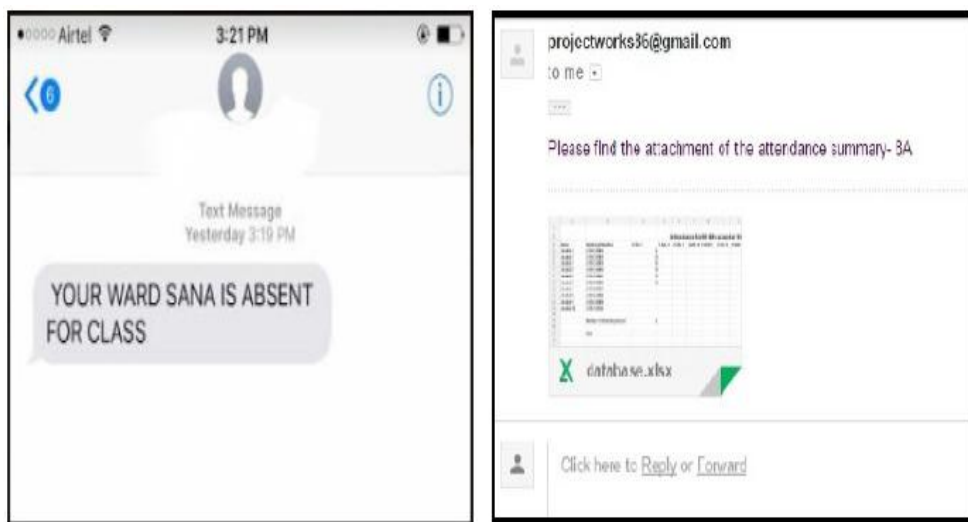 Airtel
3:21 PM
6
Text Message
Yesterday 3:19 PM
YOUR WARD SANA IS ABSENT
FOR CLASS
projectworks36@gmail.com
to me
Please find the attachment of the attendance summary- 8A
database.xlsx
Click here to Reply or Forward